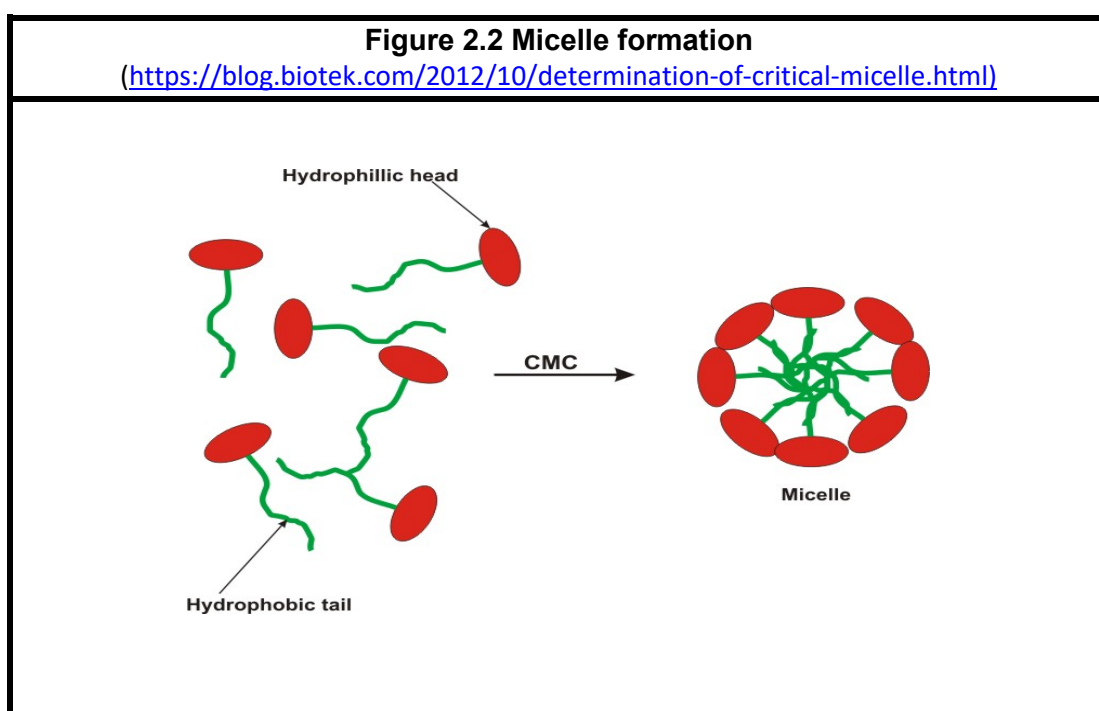 Figure 2.2 Micelle formation
(https://blog.biotek.com/2012/10/determination-of-critical-micelle.html)
Hydrophillic head
CMC
Micelle
Hydrophobic tail